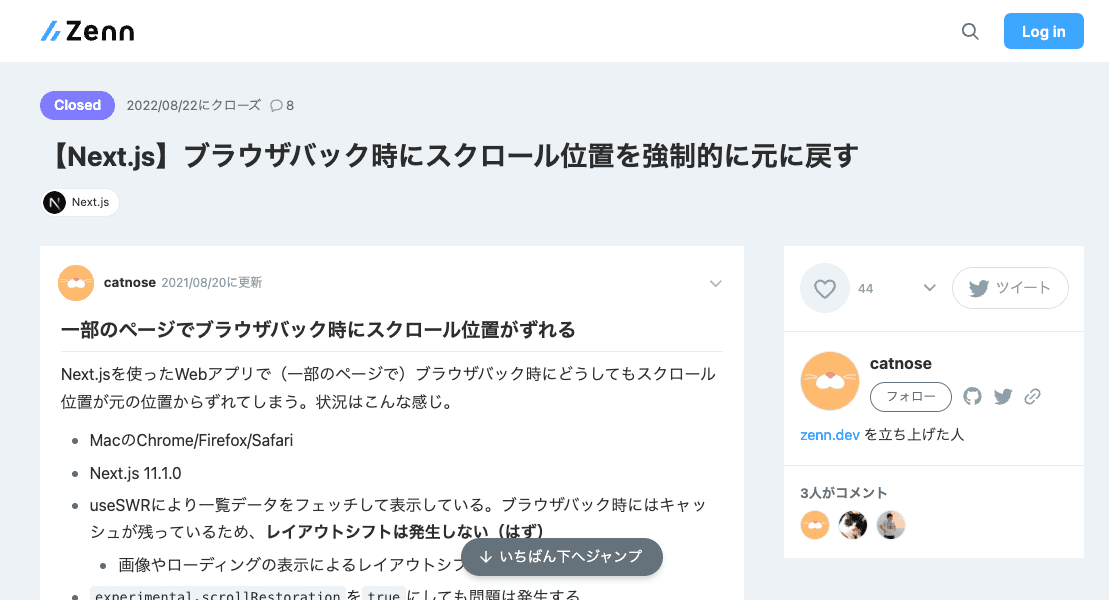 Zenn
Log in
Closed 2022/08/22にクローズ 8
【Next.js】ブラウザバック時にスクロール位置を強制的に元に戻す
Next.js
catnose 2021/08/20に更新
一部のページでブラウザバック時にスクロール位置がずれる
Next.jsを使ったWebアプリで（一部のページで）ブラウザバック時にどうしてもスクロール
位置が元の位置からずれてしまう。状況はこんな感じ。
MacのChrome/Firefox/Safari
Next.js 11.1.0
useSWRにより一覧データをフェッチして表示している。ブラウザバック時にはキャッ
シュが残っているため、レイアウトシフトは発生しない（はず）
画像やローディングの表示によるレイアウトシフ
experimental.scrollRestoration を true にしても問題は発生する
↓ いちばん下へジャンプ
44
ツイート
catnose
フォロー
zenn.dev を立ち上げた人
3人がコメント